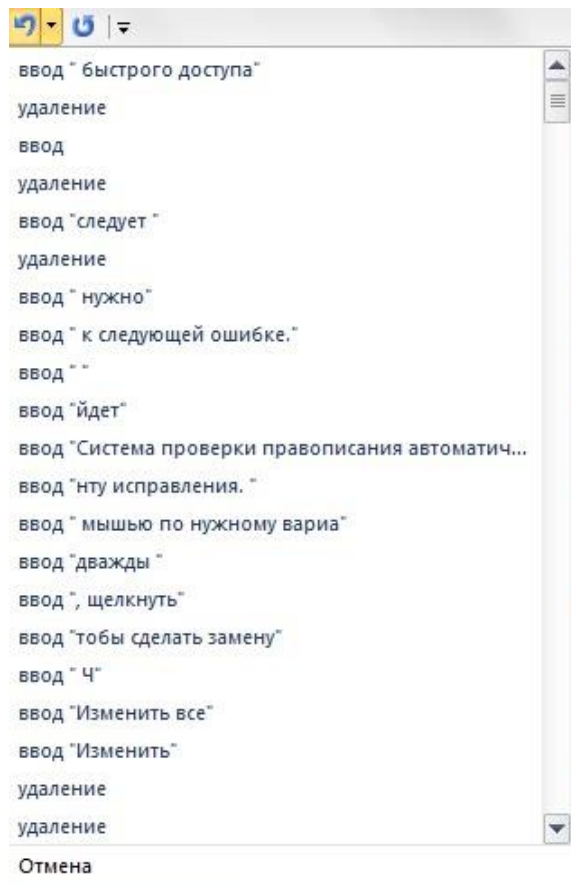 ввод " быстрого доступа"
удаление
ввод
удаление
ввод "следует "
удаление
ввод " нужно"
ввод " к следующей ошибке."
ввод " "
ввод "йдет"
ввод "Система проверки правописания автоматич...
ввод "нту исправления. "
ввод " мышью по нужному вариа"
ввод "дважды "
ввод ", щелкнуть"
ввод "тобы сделать замену"
ввод " Ч"
ввод "Изменить все"
ввод "Изменить"
удаление
удаление
Отмена